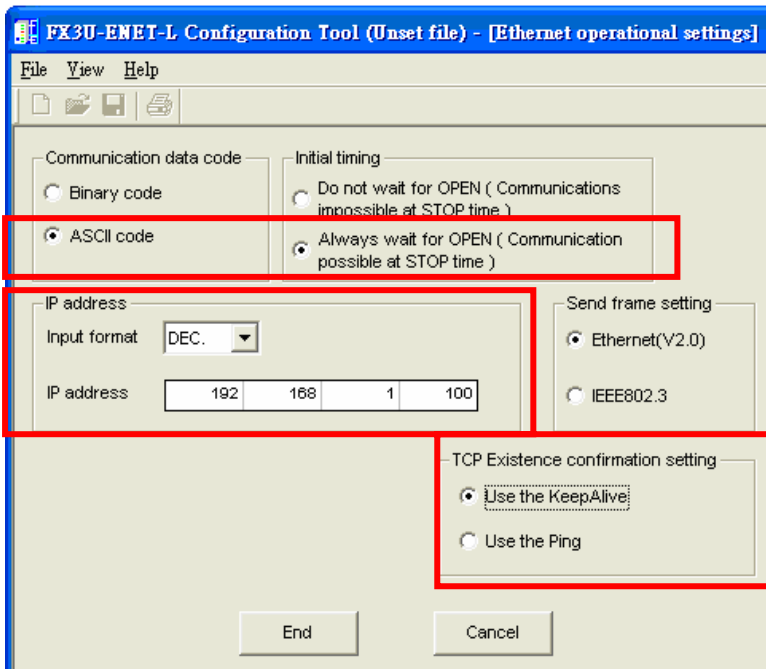 FX3U-ENET-L Configuration Tool (Unset file) - [Ethernet operational settings]
File View Help
Communication data code
Initial timing
Binary code
Do not wait for OPEN ( Communications
impossible at STOP time )
ASCII code
Always wait for OPEN ( Communication
possible at STOP time )
IP address
Send frame setting
Input format DEC.
Ethernet(V2.0)
IP address 192 168 1 100
IEEE802.3
TCP Existence confirmation setting
Use the KeepAlive
Use the Ping
End Cancel